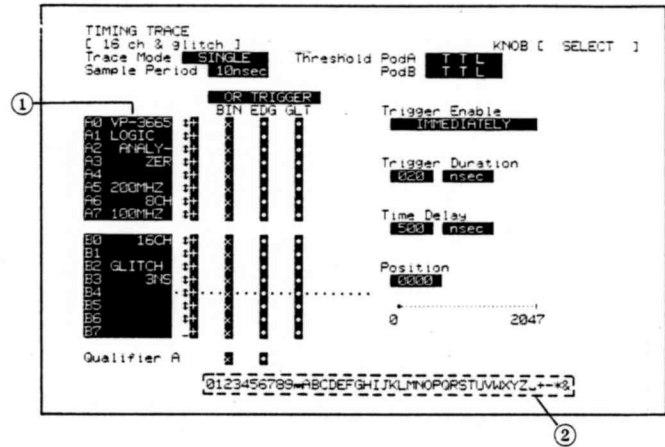 TIMING TRACE
[ 16 ch & glitch ]
KNOB [ SELECT ]
Trace Mode SINGLE
Threshold PodA T T L
Sample Period 10nsec
PodB T T L
①
OR TRIGGER
BIN EDG GLT
Trigger Enable
IMMEDIATELY
A0 VP-3665
A1 LOGIC
A2 ANALY-
A3 ZER
A4
A5 200MHZ
A6 8CH
A7 100MHZ
Trigger Duration
020 nsec
Time Delay
500 nsec
B0 16CH
B1
B2 GLITCH
B3 3NS
B4
B5
B6
B7
Position
0000
0 2047
Qualifier A
0123456789=ABCDEFGHIJKLMNOPQRSTUVWXYZ␣+-*&
②